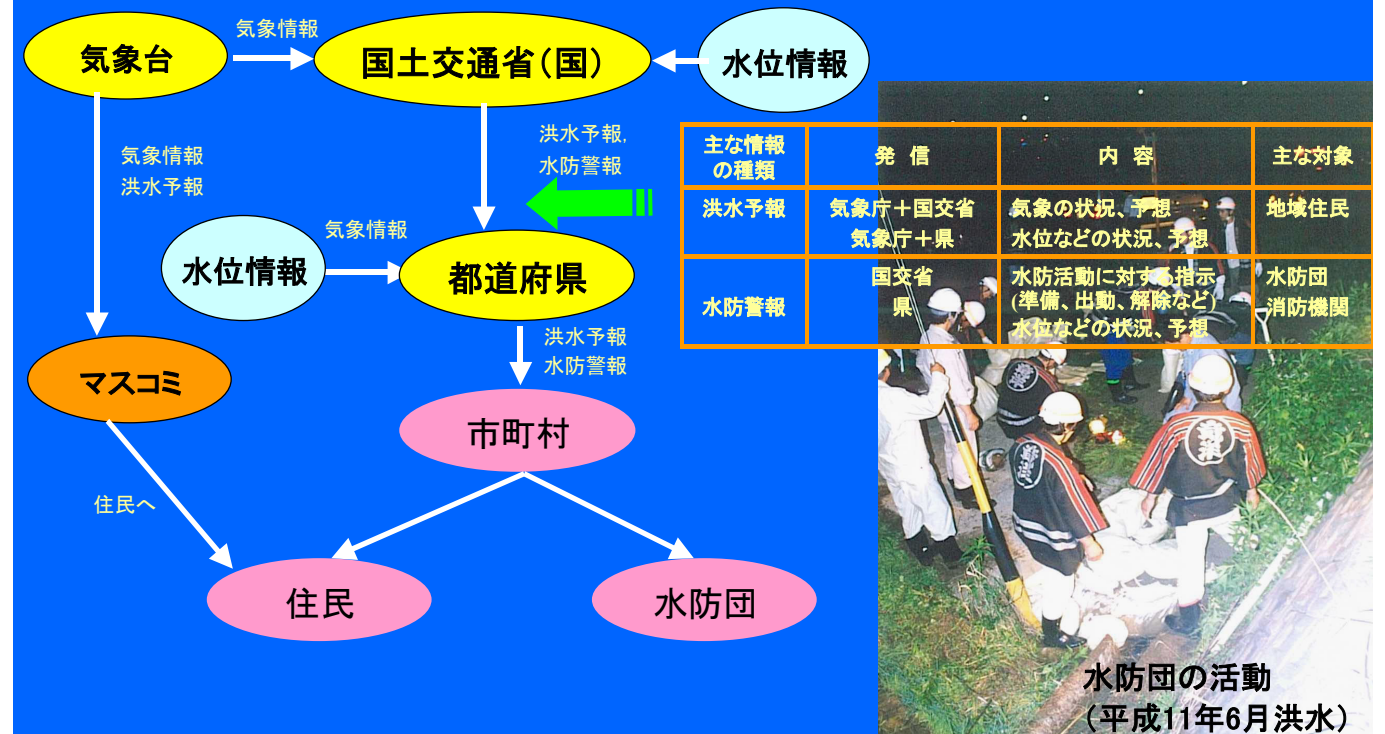 気象台
気象情報
国土交通省(国)
水位情報
気象情報
洪水予報
洪水予報,
水防警報
水位情報
気象情報
都道府県
洪水予報
水防警報
マスコミ
市町村
住民へ
住民
水防団
主な情報
の種類
発 信
内 容
主な対象
洪水予報
気象庁+国交省
気象庁+県
気象の状況、予想
水位などの状況、予想
地域住民
水防警報
国交省
県
水防活動に対する指示
(準備、出動、解除など)
水位などの状況、予想
水防団
消防機関
水防団の活動
(平成11年6月洪水)